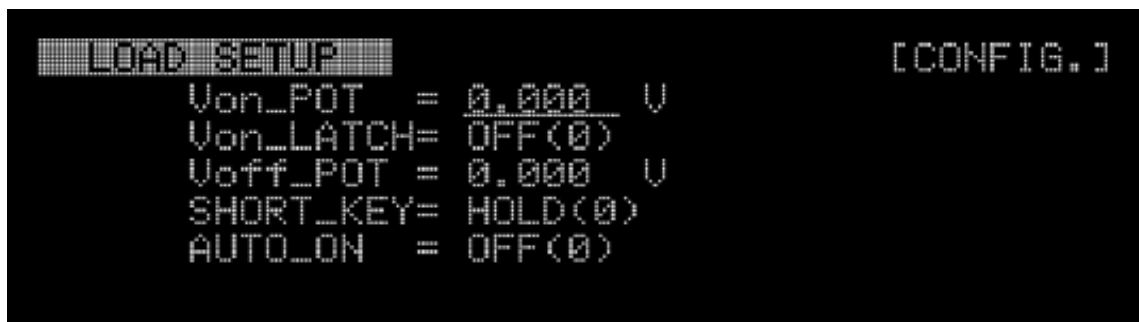 LOAD SETUP [CONFIG.]
Von_POT = 0.000 V
Von_LATCH= OFF(0)
Voff_POT = 0.000 V
SHORT_KEY= HOLD(0)
AUTO_ON = OFF(0)